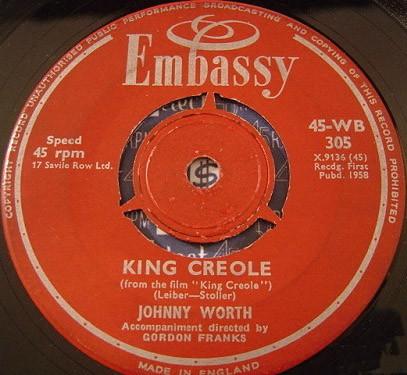 COPYRIGHT RECORD UNAUTHORISED PUBLIC PERFORMANCE BROADCASTING AND COPYING OF THIS RECORD PROHIBITED
Embassy
Speed
45 rpm
17 Savile Row Ltd.
45-WB
305
X.9136 (45)
Recdg. First
Pubd. 1958
KING CREOLE
(from the film "King Creole")
(Leiber—Stoller)
JOHNNY WORTH
Accompaniment directed by
GORDON FRANKS
MADE IN ENGLAND